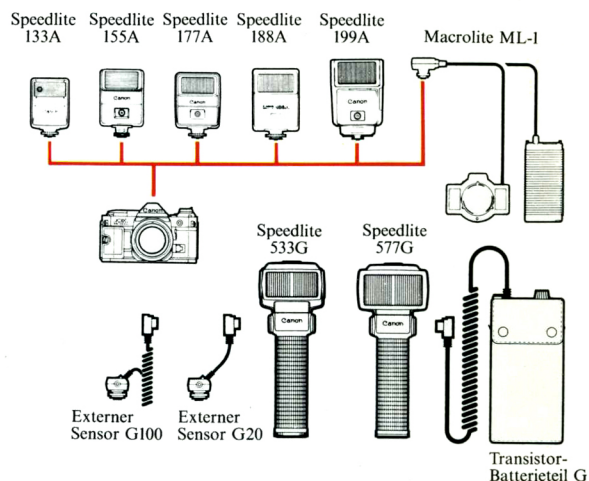 Speedlite
133A
Speedlite
155A
Speedlite
177A
Speedlite
188A
Speedlite
199A
Macrolite ML-1
Canon
Canon
Canon
Canon
Speedlite
533G
Speedlite
577G
Canon
Canon
Externer
Sensor G100
Externer
Sensor G20
Transistor-
Batterieteil G